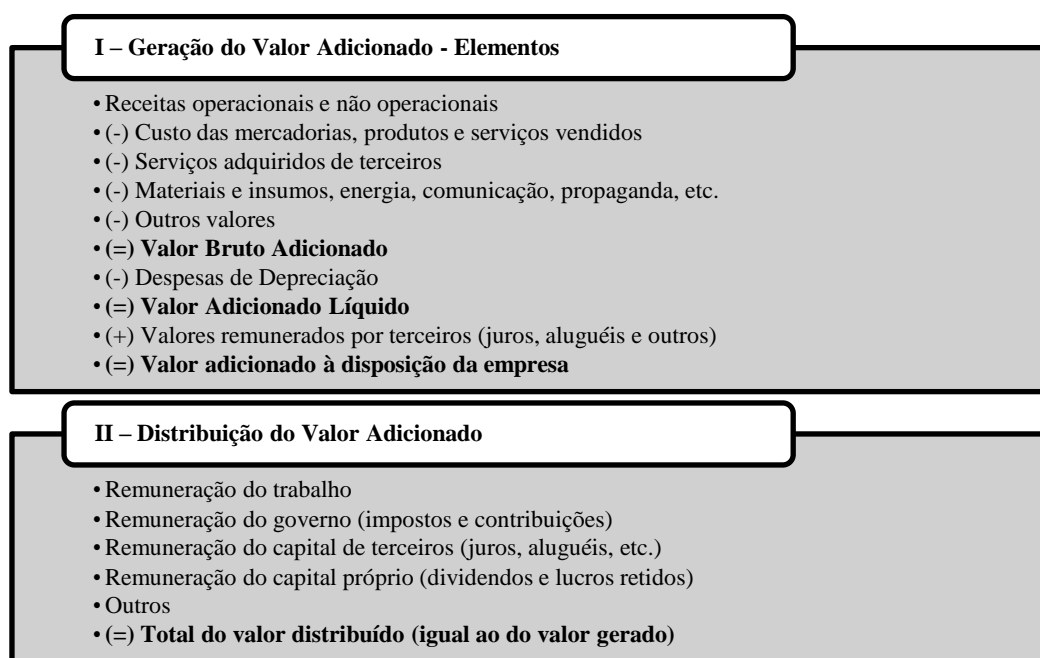 I – Geração do Valor Adicionado - Elementos
• Receitas operacionais e não operacionais
• (-) Custo das mercadorias, produtos e serviços vendidos
• (-) Serviços adquiridos de terceiros
• (-) Materiais e insumos, energia, comunicação, propaganda, etc.
• (-) Outros valores
• (=) Valor Bruto Adicionado
• (-) Despesas de Depreciação
• (=) Valor Adicionado Líquido
• (+) Valores remunerados por terceiros (juros, aluguéis e outros)
• (=) Valor adicionado à disposição da empresa
II – Distribuição do Valor Adicionado
• Remuneração do trabalho
• Remuneração do governo (impostos e contribuições)
• Remuneração do capital de terceiros (juros, aluguéis, etc.)
• Remuneração do capital próprio (dividendos e lucros retidos)
• Outros
• (=) Total do valor distribuído (igual ao do valor gerado)